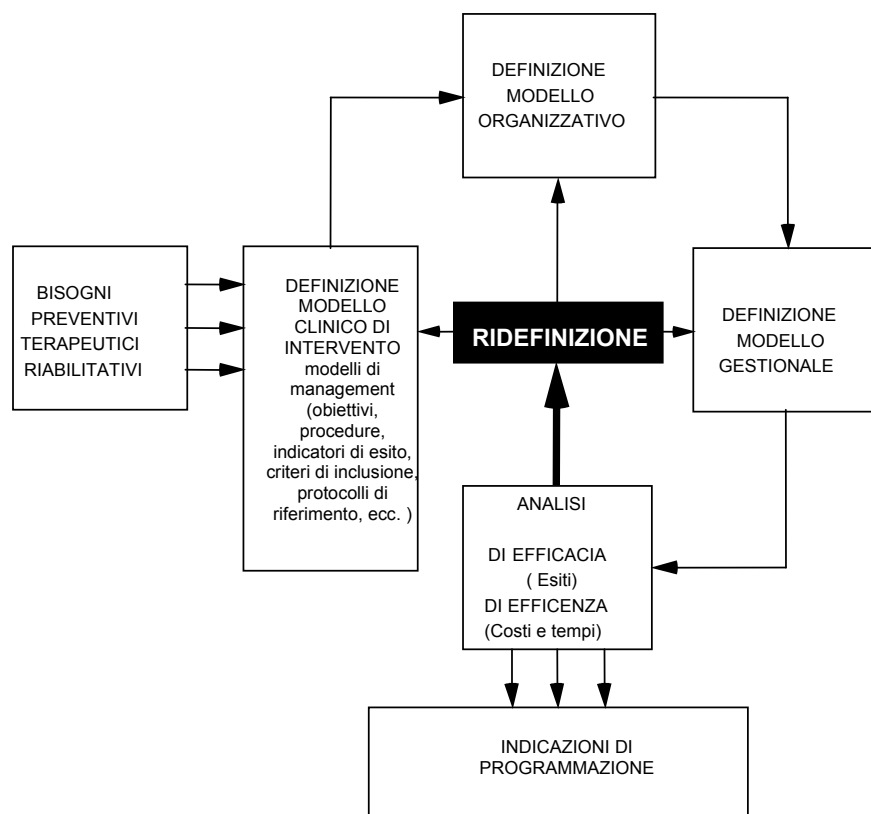 DEFINIZIONE
MODELLO
ORGANIZZATIVO
BISOGNI
PREVENTIVI
TERAPEUTICI
RIABILITATIVI
DEFINIZIONE
MODELLO
CLINICO DI
INTERVENTO
modelli di
management
(obiettivi,
procedure,
indicatori di esito,
criteri di inclusione,
protocolli di
riferimento, ecc. )
RIDEFINIZIONE
DEFINIZIONE
MODELLO
GESTIONALE
ANALISI
DI EFFICACIA
( Esiti)
DI EFFICENZA
(Costi e tempi)
INDICAZIONI DI
PROGRAMMAZIONE